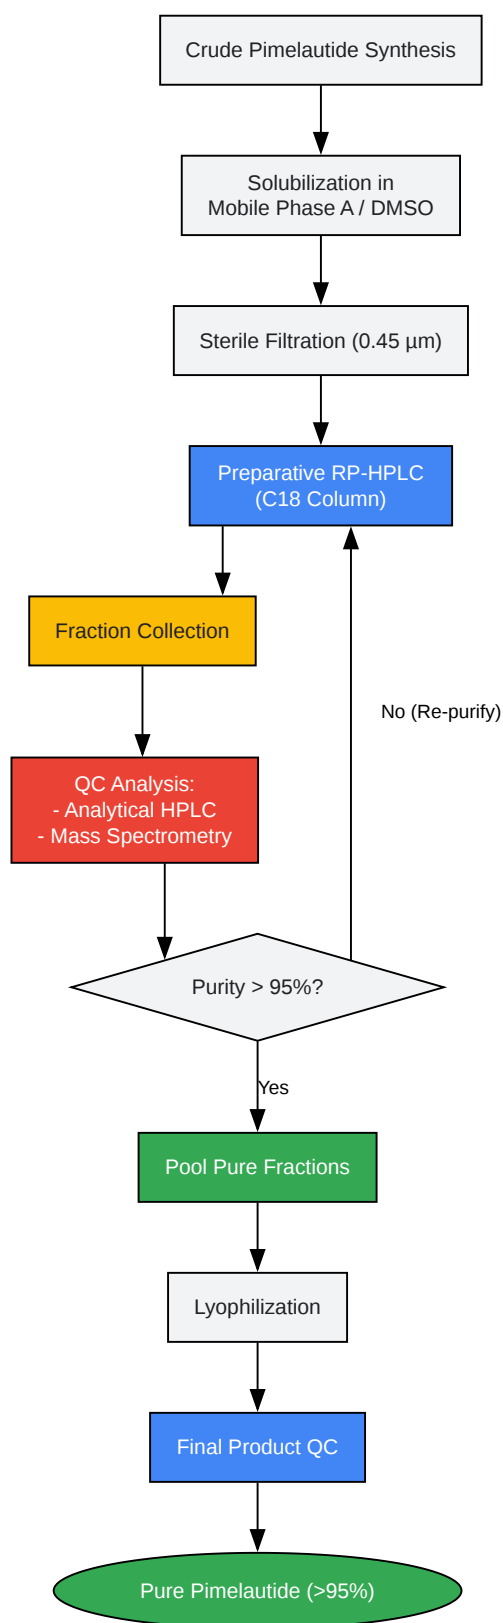 Crude Pimelautide Synthesis
Solubilization in
Mobile Phase A / DMSO
Sterile Filtration (0.45 µm)
Preparative RP-HPLC
(C18 Column)
Fraction Collection
No (Re-purify)
QC Analysis:
- Analytical HPLC
- Mass Spectrometry
Purity > 95%?
Yes
Pool Pure Fractions
Lyophilization
Final Product QC
Pure Pimelautide (>95%)